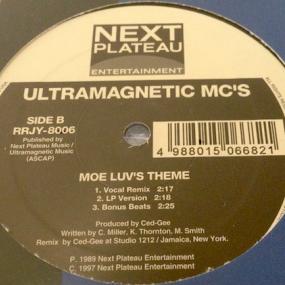 NEXT
PLATEAU
ENTERTAINMENT
ULTRAMAGNETIC MC'S
SIDE B
RRJY-8006
Published by
Next Plateau Music /
Ultramagnetic Music
(ASCAP)
4 988015 066821
MOE LUV'S THEME
1. Vocal Remix 2:17
2. LP Version 2:18
3. Bonus Beats 2:25
Produced by Ced-Gee
Written by C. Miller, K. Thornton, M. Smith
Remix by Ced-Gee at Studio 1212 / Jamaica, New York.
P. 1989 Next Plateau Entertainment
C. 1997 Next Plateau Entertainment